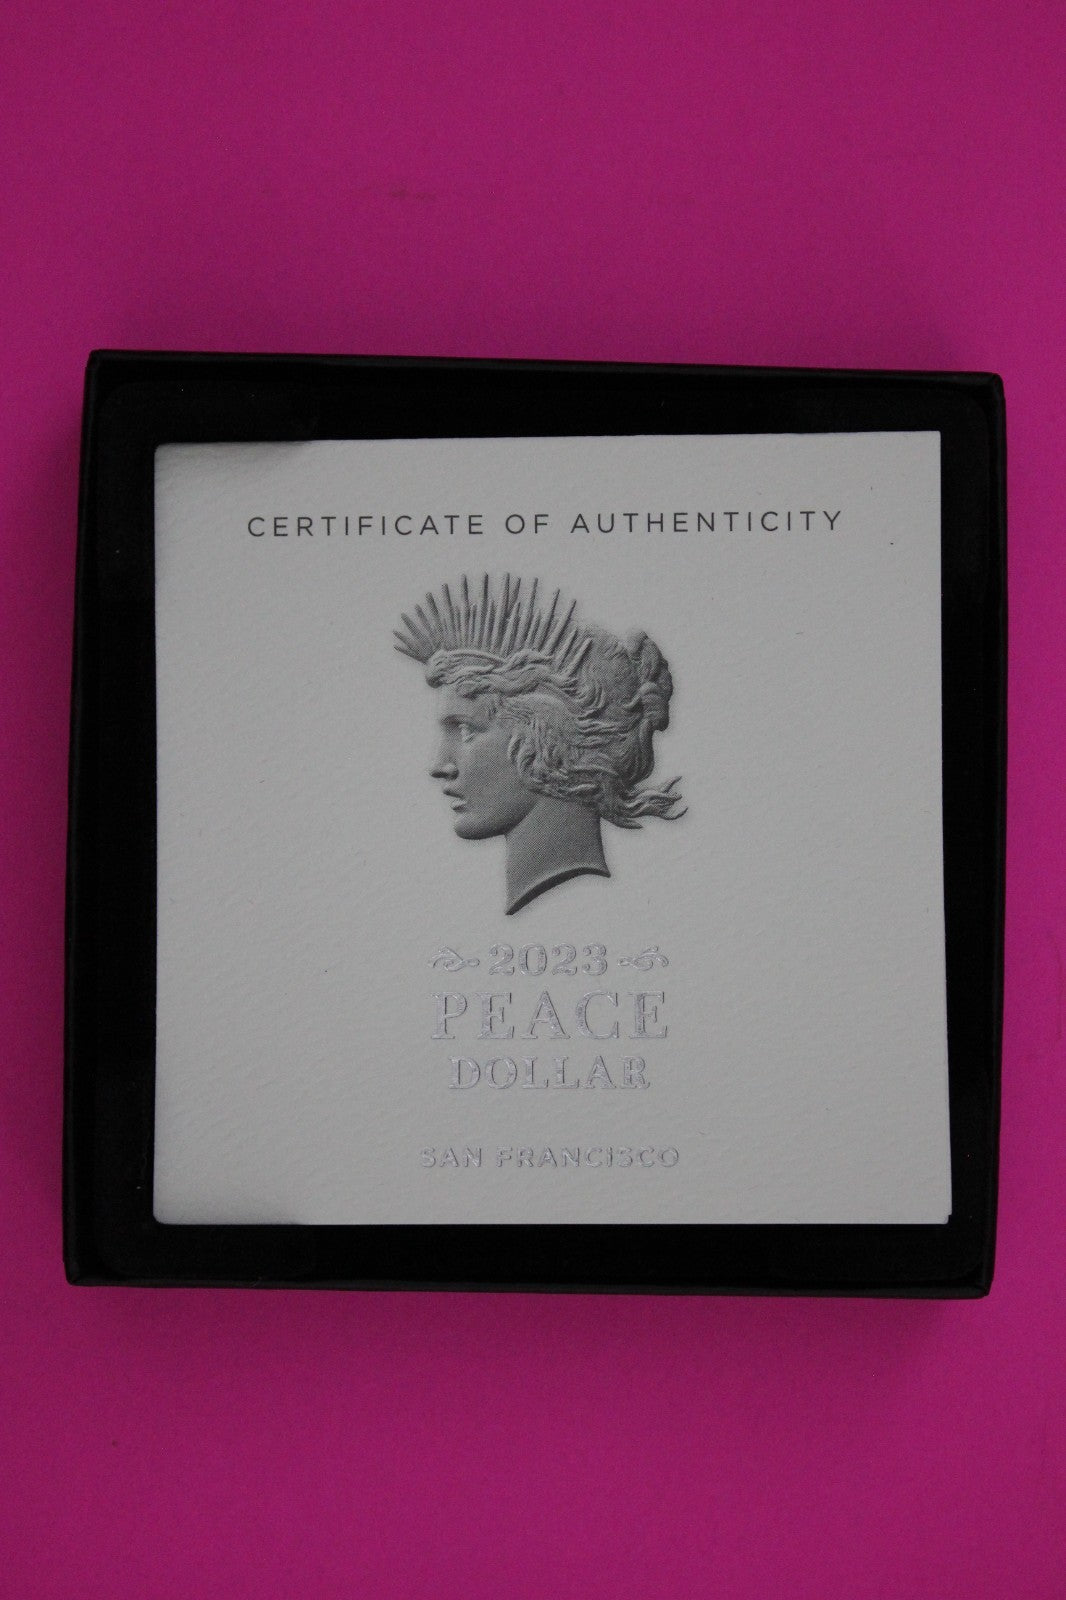 CERTIFICATE OF AUTHENTICITY
2023
PEACE
DOLLAR
SAN FRANCISCO